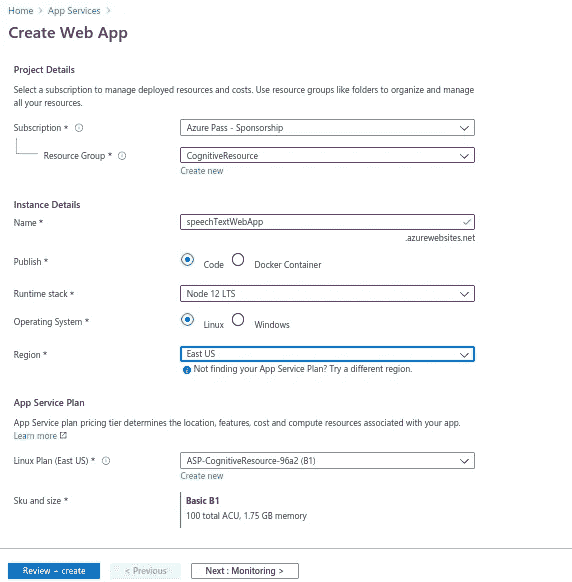 Home > App Services >
Create Web App
Project Details
Select a subscription to manage deployed resources and costs. Use resource groups like folders to organize and manage
all your resources.
Subscription * Azure Pass - Sponsorship
Resource Group * CognitiveResource
Create new
Instance Details
Name * speechTextWebApp
.azurewebsites.net
Publish * Code Docker Container
Runtime stack * Node 12 LTS
Operating System * Linux Windows
Region * East US
Not finding your App Service Plan? Try a different region.
App Service Plan
App Service plan pricing tier determines the location, features, cost and compute resources associated with your app.
Learn more
Linux Plan (East US) * ASP-CognitiveResource-96a2 (B1)
Create new
Sku and size * Basic B1
100 total ACU, 1.75 GB memory
Review + create < Previous Next : Monitoring >